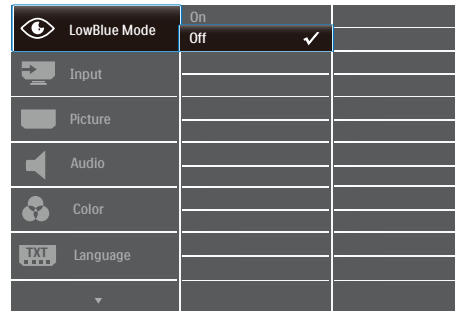 LowBlue Mode
On
Off
Input
Picture
Audio
Color
TXT
Language